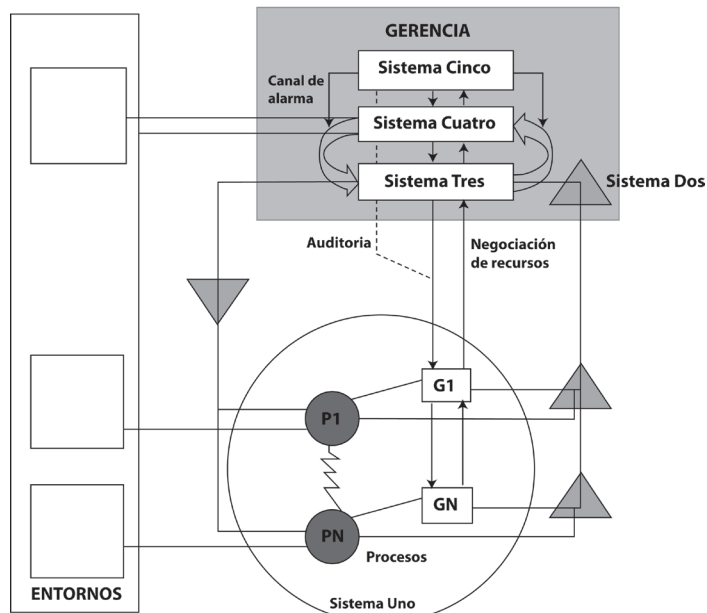 GERENCIA
Sistema Cinco
Canal de
alarma
Sistema Cuatro
Sistema Tres
Sistema Dos
Auditoria
Negociación
de recursos
G1
P1
GN
PN
Procesos
ENTORNOS
Sistema Uno